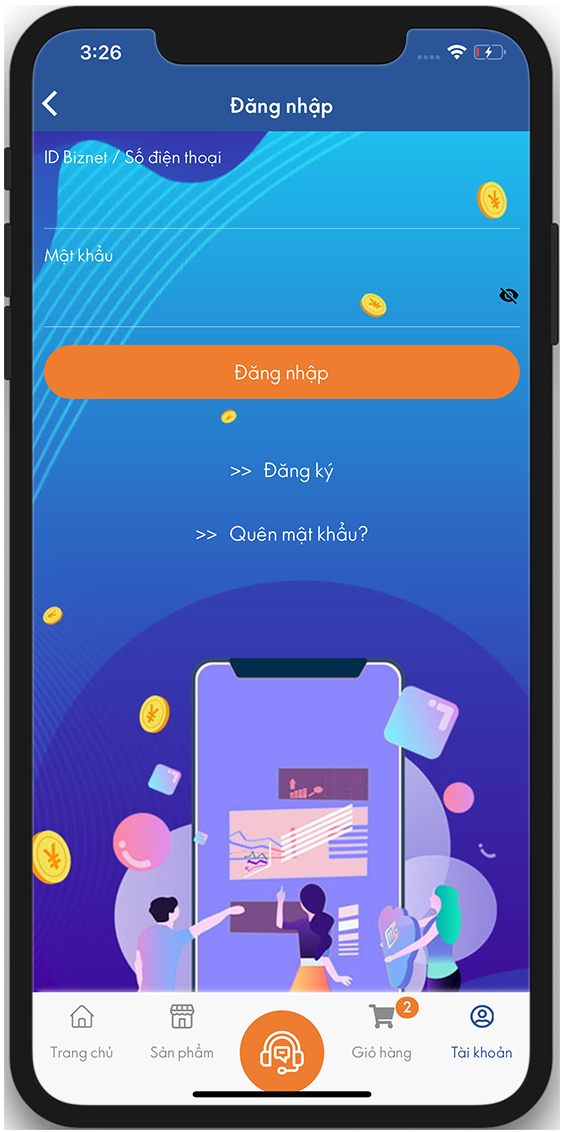 3:26
Đăng nhập
ID Biznet / Số điện thoại
Mật khẩu
Đăng nhập
>> Đăng ký
>> Quên mật khẩu?
2
Trang chủ
Sản phẩm
Giỏ hàng
Tài khoản